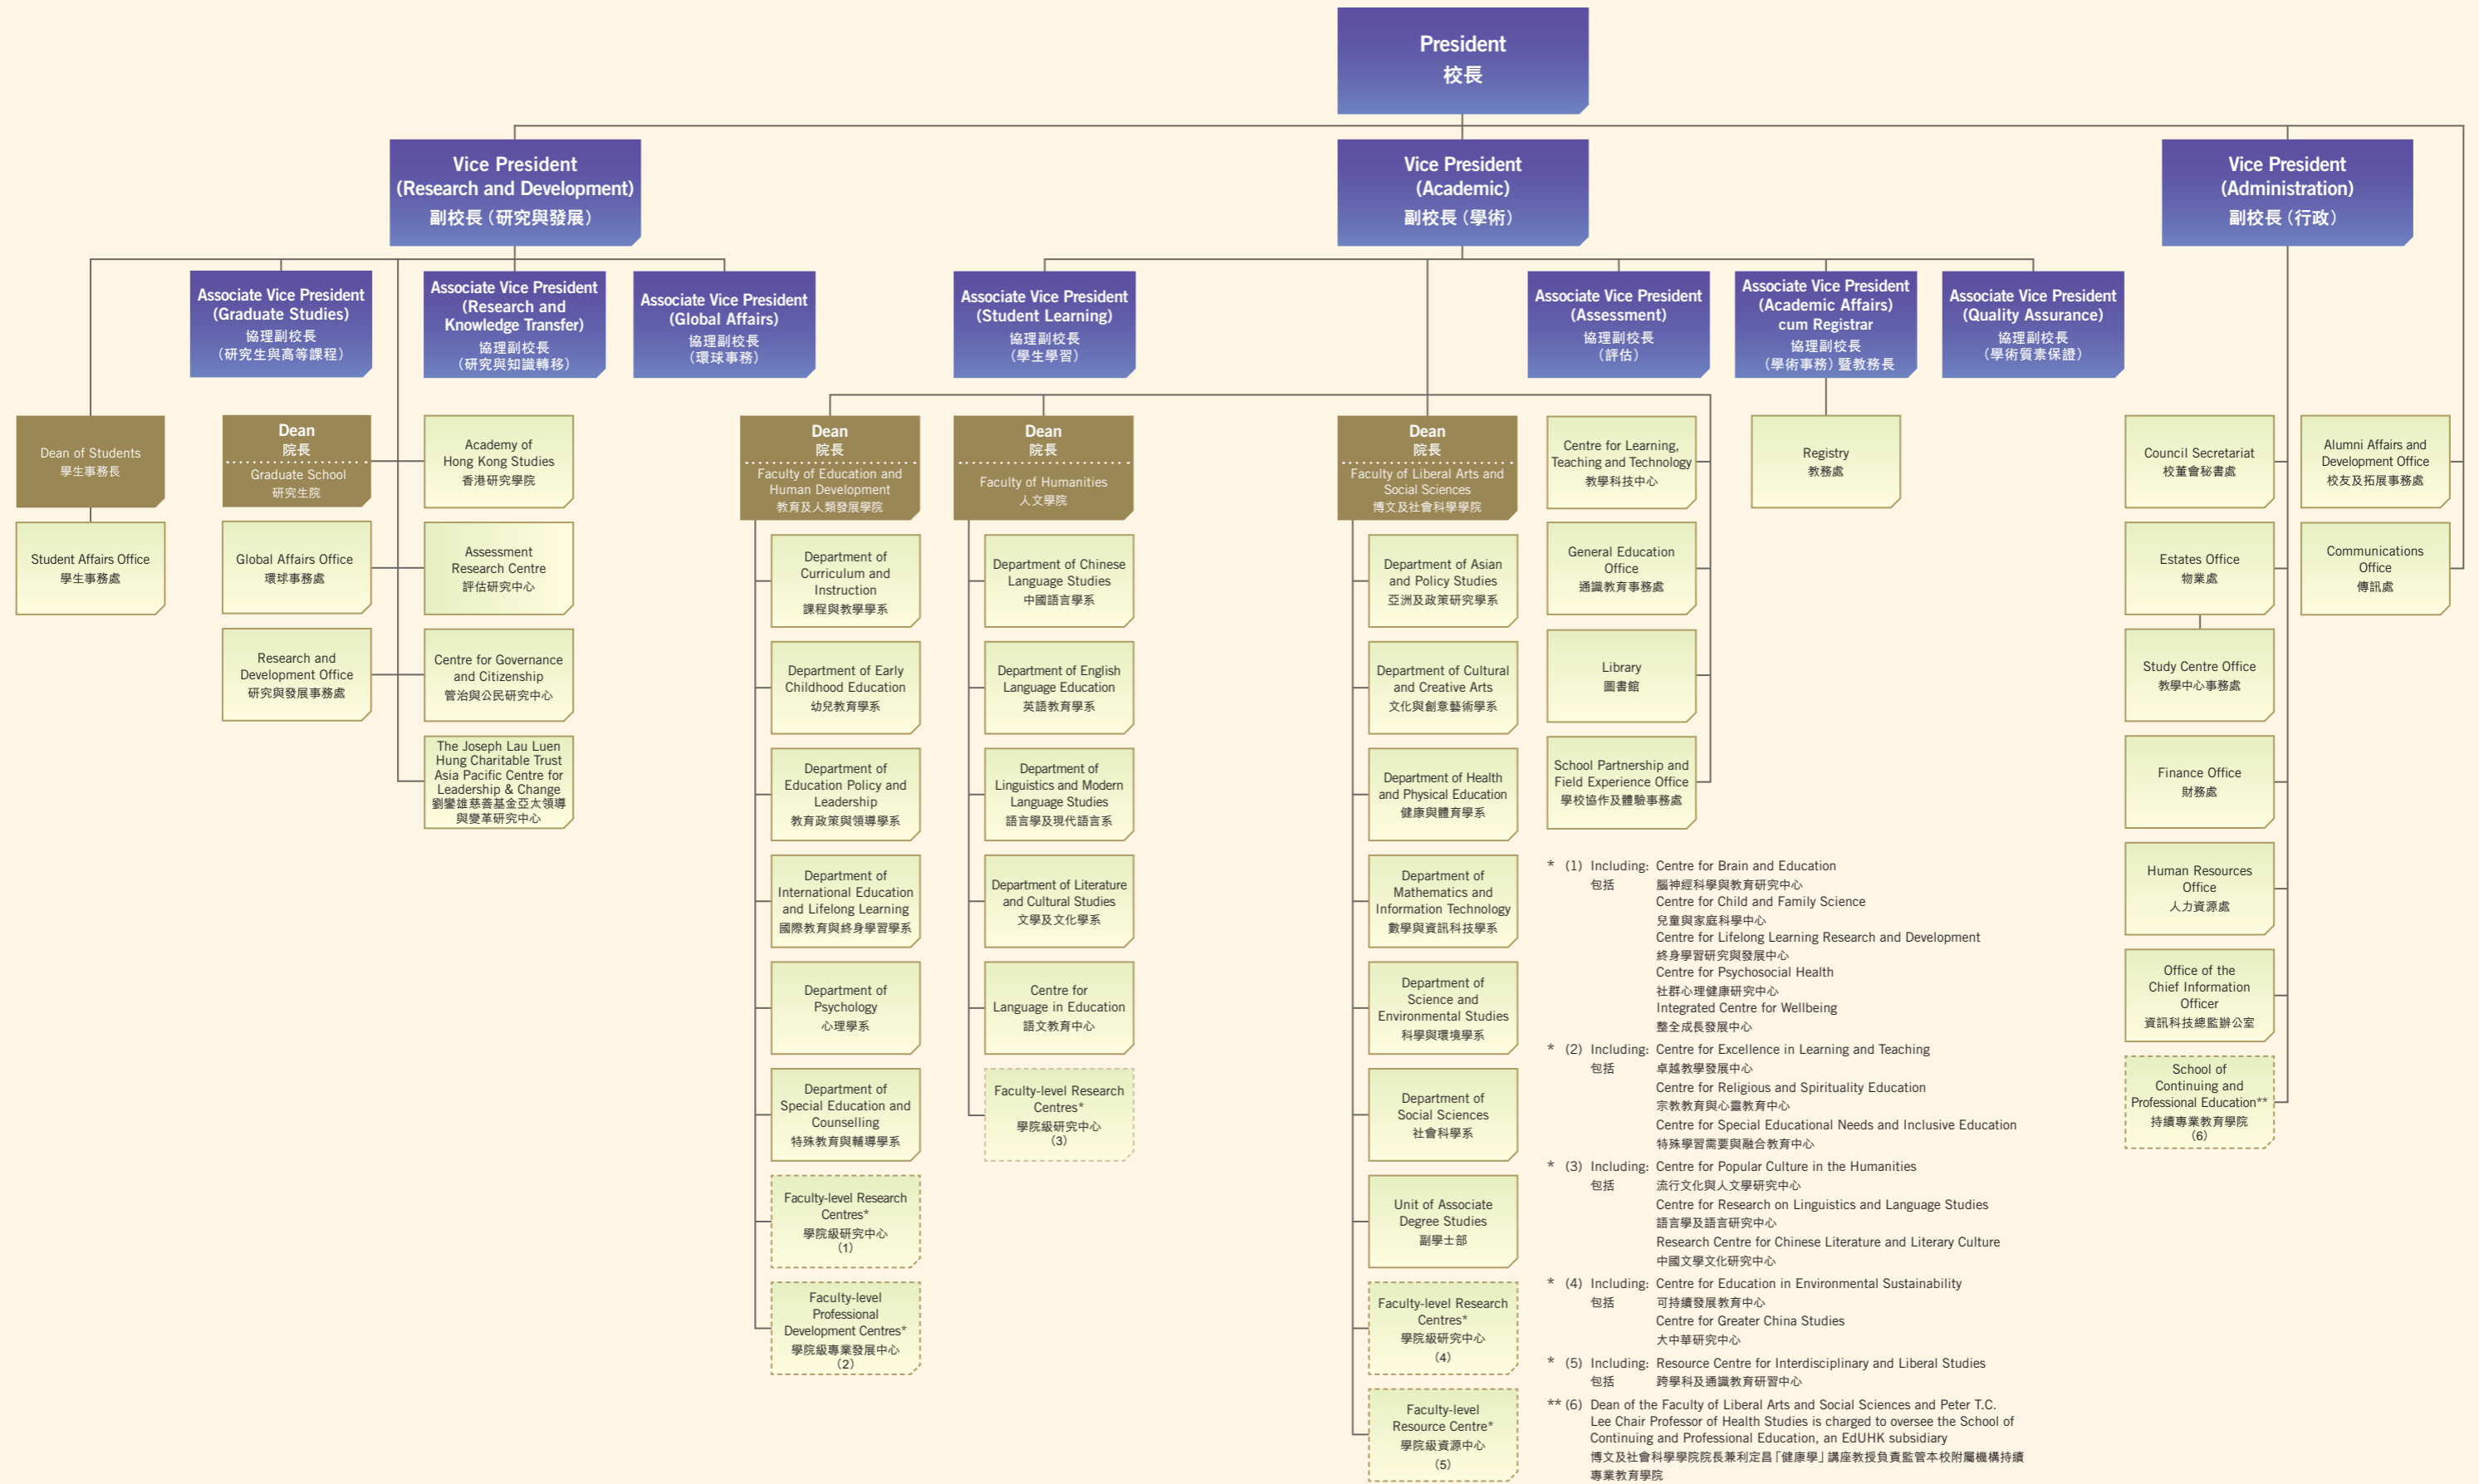 President
校長
Vice President
(Research and Development)
副校長（研究與發展）
Vice President
(Academic)
副校長（學術）
Vice President
(Administration)
副校長（行政）
Associate Vice President
(Graduate Studies)
協理副校長
（研究生與高等課程）
Associate Vice President
(Research and
Knowledge Transfer)
協理副校長
（研究與知識轉移）
Associate Vice President
(Global Affairs)
協理副校長
（環球事務）
Associate Vice President
(Student Learning)
協理副校長
（學生學習）
Associate Vice President
(Assessment)
協理副校長
（評估）
Associate Vice President
(Academic Affairs)
cum Registrar
協理副校長
（學術事務）暨教務長
Associate Vice President
(Quality Assurance)
協理副校長
（學術質素保證）
Dean of Students
學生事務長
Student Affairs Office
學生事務處
Dean
院長
Graduate School
研究生院
Global Affairs Office
環球事務處
Research and
Development Office
研究與發展事務處
Academy of
Hong Kong Studies
香港研究學院
Assessment
Research Centre
評估研究中心
Centre for Governance
and Citizenship
管治與公民研究中心
The Joseph Lau Luen
Hung Charitable Trust
Asia Pacific Centre for
Leadership & Change
劉鑾雄慈善基金亞太領導
與變革研究中心
Dean
院長
Faculty of Education and
Human Development
教育及人類發展學院
Department of
Curriculum and
Instruction
課程與教學學系
Department of Early
Childhood Education
幼兒教育學系
Department of
Education Policy and
Leadership
教育政策與領導學系
Department of
International Education
and Lifelong Learning
國際教育與終身學習學系
Department of
Psychology
心理學系
Department of
Special Education and
Counselling
特殊教育與輔導學系
Faculty-level Research
Centres*
學院級研究中心
（1）
Faculty-level
Professional
Development Centres*
學院級專業發展中心
（2）
Dean
院長
Faculty of Humanities
人文學院
Department of Chinese
Language Studies
中國語言學系
Department of English
Language Education
英語教育學系
Department of
Linguistics and Modern
Language Studies
語言學及現代語言系
Department of Literature
and Cultural Studies
文學及文化學系
Centre for
Language in Education
語文教育中心
Faculty-level Research
Centres*
學院級研究中心
（3）
Dean
院長
Faculty of Liberal Arts and
Social Sciences
博文及社會科學學院
Department of Asian
and Policy Studies
亞洲及政策研究學系
Department of Cultural
and Creative Arts
文化與創意藝術學系
Department of Health
and Physical Education
健康與體育學系
Department of
Mathematics and
Information Technology
數學與資訊科技學系
Department of
Science and
Environmental Studies
科學與環境學系
Department of
Social Sciences
社會科學系
Unit of Associate
Degree Studies
副學士部
Faculty-level Research
Centres*
學院級研究中心
（4）
Faculty-level
Resource Centre*
學院級資源中心
（5）
Centre for Learning,
Teaching and Technology
教學科技中心
General Education
Office
通識教育事務處
Library
圖書館
School Partnership and
Field Experience Office
學校協作及體驗事務處
Registry
教務處
Council Secretariat
校董會秘書處
Estates Office
物業處
Study Centre Office
教學中心事務處
Finance Office
財務處
Human Resources
Office
人力資源處
Office of the
Chief Information
Officer
資訊科技總監辦公室
School of
Continuing and
Professional Education**
持續專業教育學院
（6）
Alumni Affairs and
Development Office
校友及拓展事務處
Communications
Office
傳訊處
* (1) Including: Centre for Brain and Education
包括 腦神經科學與教育研究中心
Centre for Child and Family Science
兒童與家庭科學中心
Centre for Lifelong Learning Research and Development
終身學習研究與發展中心
Centre for Psychosocial Health
社群心理健康研究中心
Integrated Centre for Wellbeing
整全成長發展中心
* (2) Including: Centre for Excellence in Learning and Teaching
包括 卓越教學發展中心
Centre for Religious and Spirituality Education
宗教教育與心靈教育中心
Centre for Special Educational Needs and Inclusive Education
特殊學習需要與融合教育中心
* (3) Including: Centre for Popular Culture in the Humanities
包括 流行文化與人文學研究中心
Centre for Research on Linguistics and Language Studies
語言學及語言研究中心
Research Centre for Chinese Literature and Literary Culture
中國文學文化研究中心
* (4) Including: Centre for Education in Environmental Sustainability
包括 可持續發展教育中心
Centre for Greater China Studies
大中華研究中心
* (5) Including: Resource Centre for Interdisciplinary and Liberal Studies
包括 跨學科及通識教育研習中心
** (6) Dean of the Faculty of Liberal Arts and Social Sciences and Peter T.C.
Lee Chair Professor of Health Studies is charged to oversee the School of
Continuing and Professional Education, an EdUHK subsidiary
博文及社會科學學院院長兼利定昌「健康學」講座教授負責監管本校附屬機構持續
專業教育學院